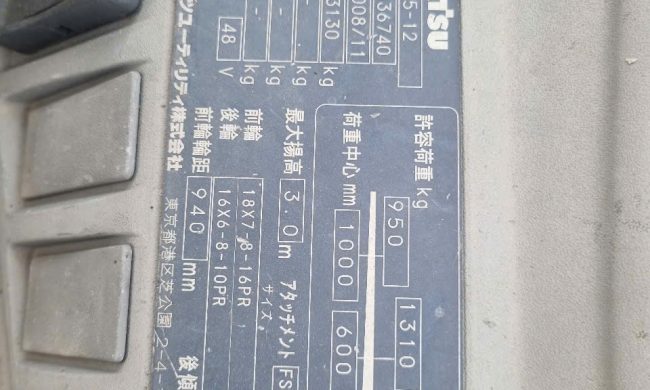 ATSU
5-12
36740
008/11
3130 kg
- kg
- kg
48 V
ツユーティリティ株式会社
許容荷重 kg 950 1310
荷重中心 mm 1000 600
最大揚高 3.0 m アタッチメント FS
サイズ
前輪 18X7-8-16PR
後輪 16X6-8-10PR
前輪輪距 940 mm 後傾
東京都港区芝公園 2-4-